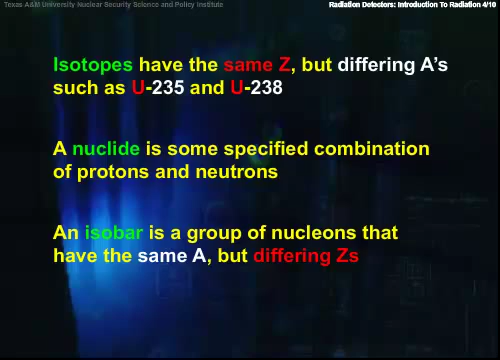 Texas A&M University Nuclear Security Science and Policy Institute
Radiation Detectors: Introduction To Radiation 4/10
Isotopes have the same Z, but differing A’s
such as U-235 and U-238
A nuclide is some specified combination
of protons and neutrons
An isobar is a group of nucleons that
have the same A, but differing Zs